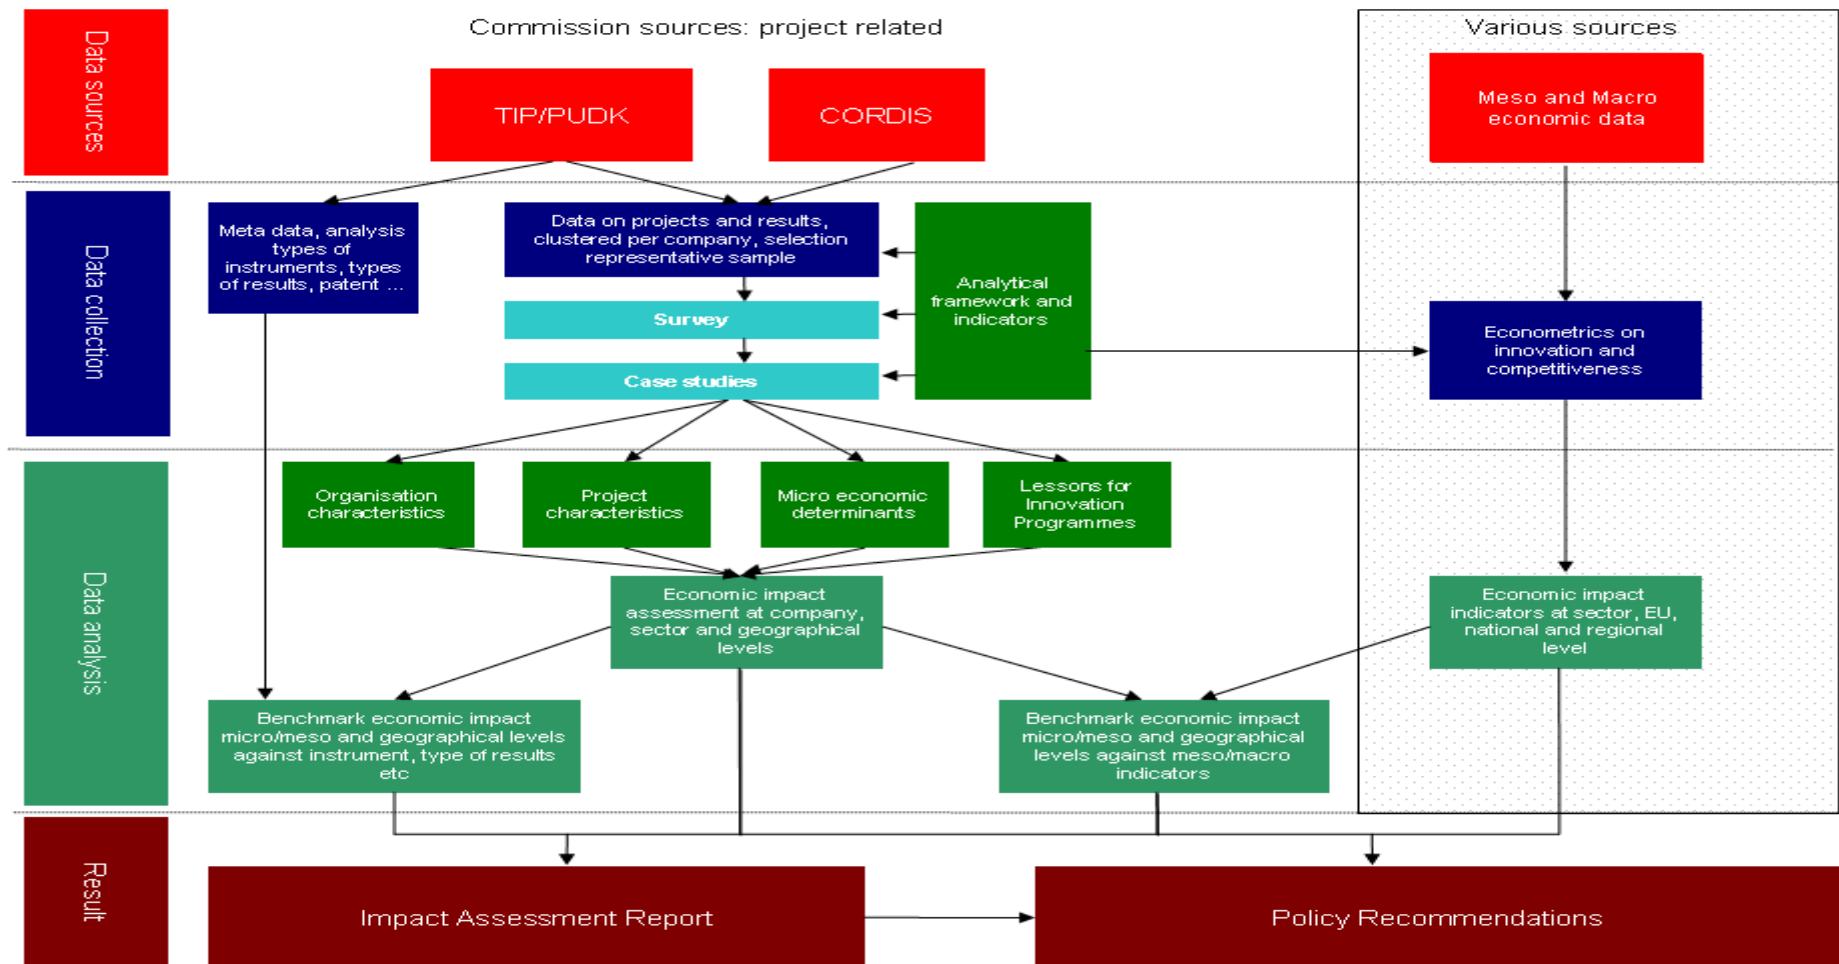 Data sources
Commission sources: project related
Various sources
TIP/PUDK
CORDIS
Meso and Macro
economic data
Data collection
Meta data, analysis
types of
instruments, types
of results, patent ...
Data on projects and results,
clustered per company, selection
representative sample
Survey
Case studies
Analytical
framework and
indicators
Econometrics on
innovation and
competitiveness
Data analysis
Organisation
characteristics
Project
characteristics
Micro economic
determinants
Lessons for
Innovation
Programmes
Economic impact
assessment at company,
sector and geographical
levels
Economic impact
indicators at sector, EU,
national and regional
level
Benchmark economic impact
micro/meso and geographical levels
against instrument, type of results
etc
Benchmark economic impact
micro/meso and geographical
levels against meso/macro
indicators
Result
Impact Assessment Report
Policy Recommendations